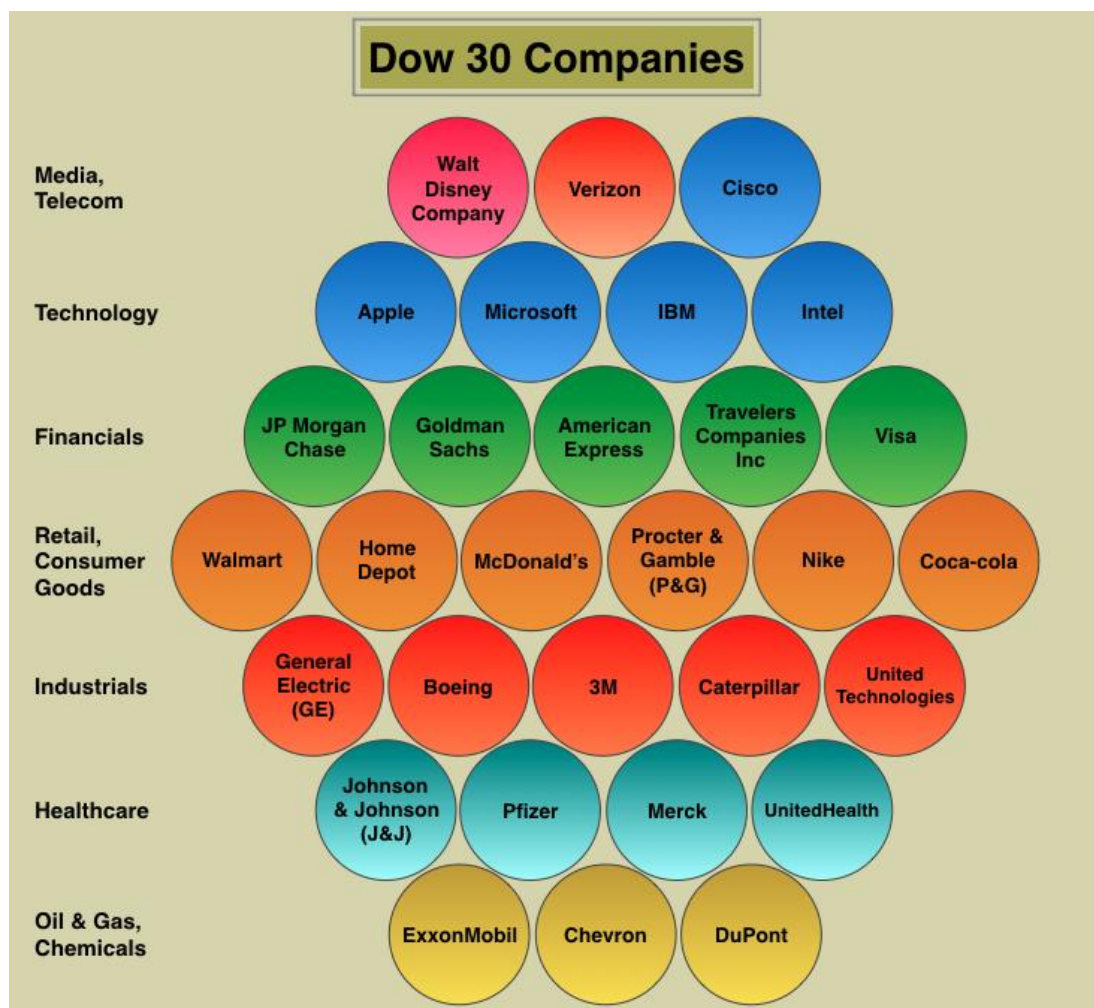 Dow 30 Companies
Media,
Telecom
Walt
Disney
Company
Verizon
Cisco
Technology
Apple
Microsoft
IBM
Intel
Financials
JP Morgan
Chase
Goldman
Sachs
American
Express
Travelers
Companies
Inc
Visa
Retail,
Consumer
Goods
Walmart
Home
Depot
McDonald's
Procter &
Gamble
(P&G)
Nike
Coca-cola
Industrials
General
Electric
(GE)
Boeing
3M
Caterpillar
United
Technologies
Healthcare
Johnson
& Johnson
(J&J)
Pfizer
Merck
UnitedHealth
Oil & Gas,
Chemicals
ExxonMobil
Chevron
DuPont